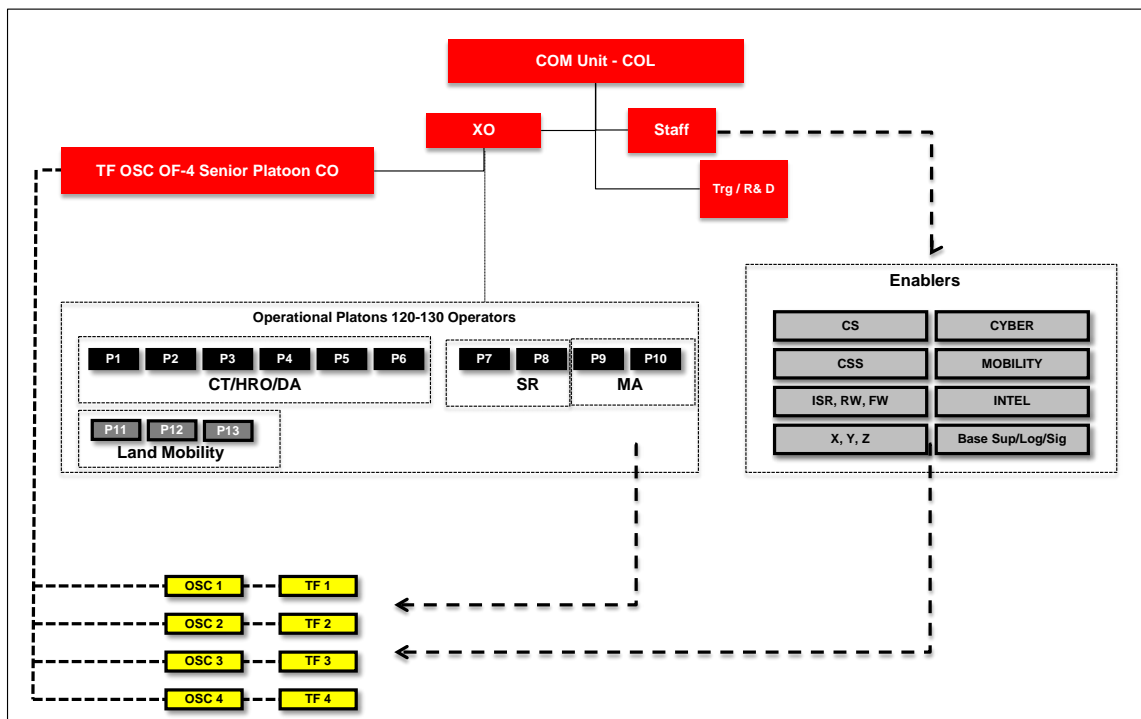 COM Unit - COL
XO
Staff
TF OSC OF-4 Senior Platoon CO
Trg / R& D
Enablers
CS
CYBER
CSS
MOBILITY
ISR, RW, FW
INTEL
X, Y, Z
Base Sup/Log/Sig
Operational Platons 120-130 Operators
P1
P2
P3
P4
P5
P6
CT/HRO/DA
P7
P8
SR
P9
P10
MA
P11
P12
P13
Land Mobility
OSC 1
TF 1
OSC 2
TF 2
OSC 3
TF 3
OSC 4
TF 4